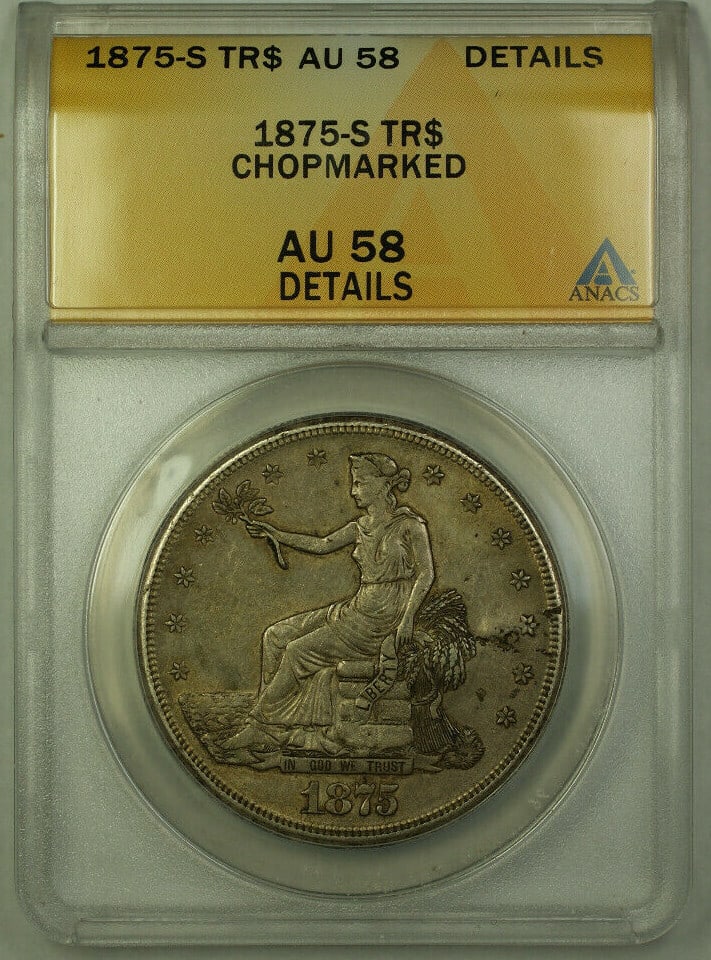 1875-S TR$ AU 58 DETAILS
1875-S TR$
CHOPMARKED
AU 58
DETAILS
ANACS
LIBERTY
IN GOD WE TRUST
1875